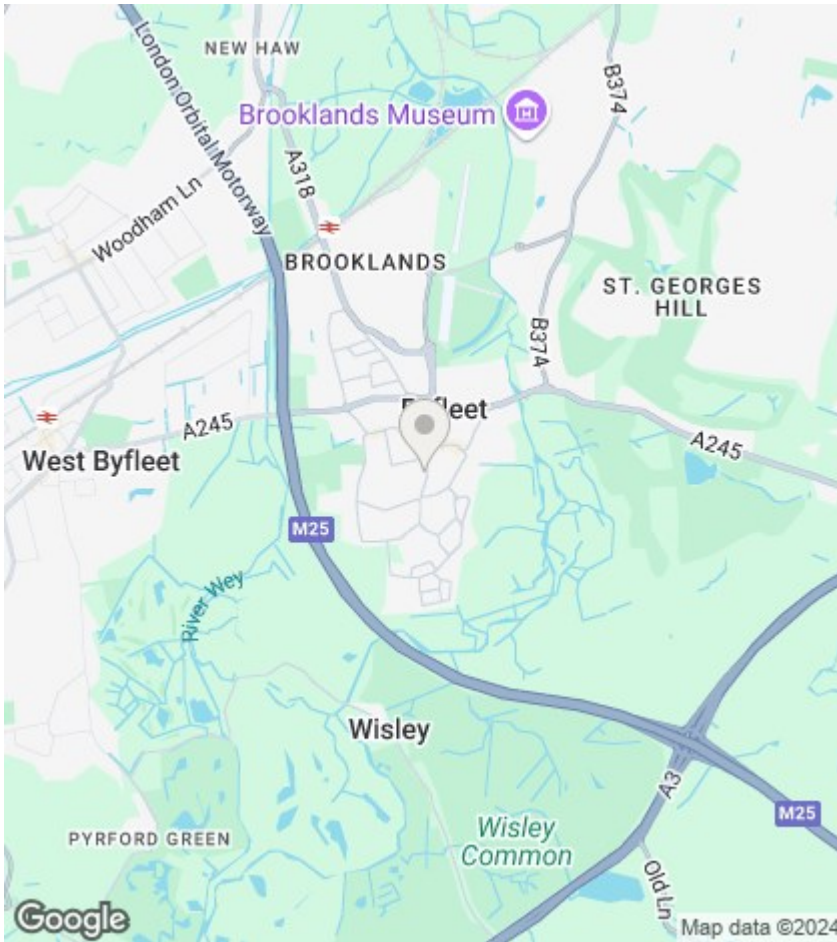 NEW HAW
London Orbital Motorway
Brooklands Museum
B374
A318
Woodham Ln
BROOKLANDS
ST. GEORGES
HILL
B374
A245
A245
West Byfleet
M25
River Wey
Wisley
A3
M25
PYRFORD GREEN
Wisley
Common
Old Ln
Google
Map data ©2024